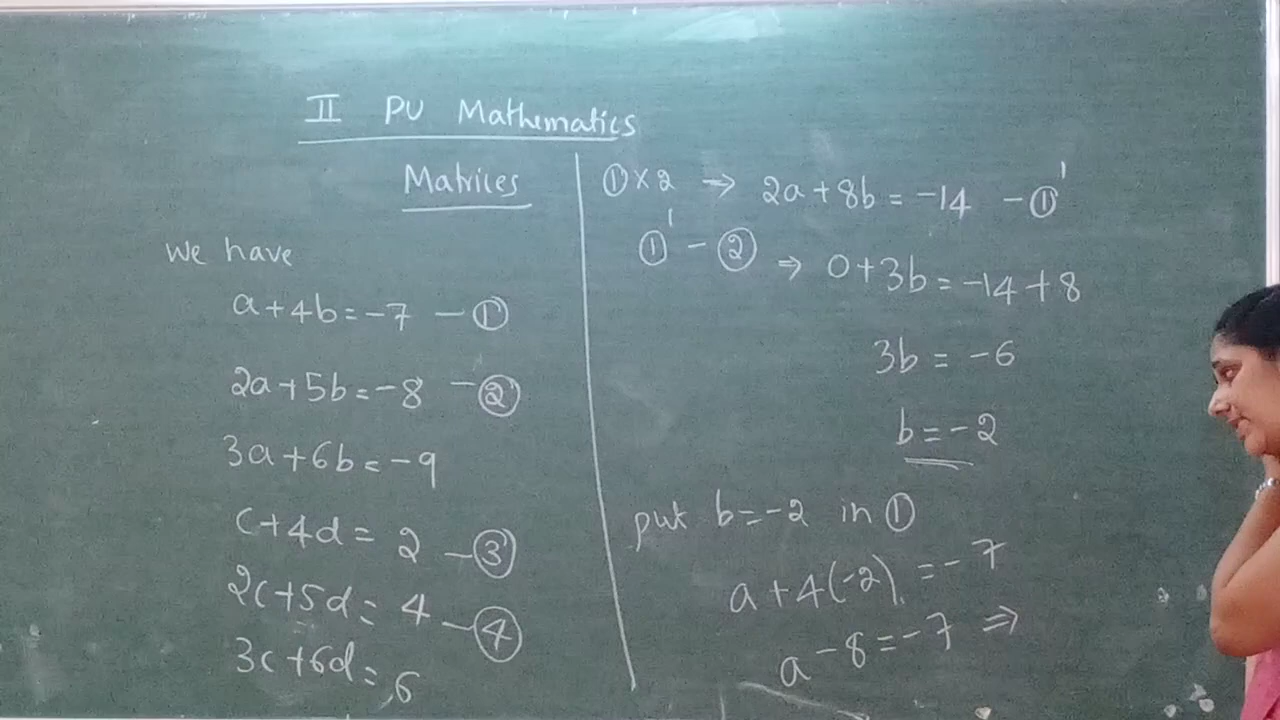 II PU Mathematics
Matrices
We have
a+4b=-7 -①
2a+5b=-8 -②
3a+6b=-9
c+4d=2 -③
2c+5d=4 -④
3c+6d=6
①×2 ⇒ 2a+8b=-14 -①'
①'-② ⇒ 0+3b=-14+8
3b=-6
b=-2
put b=-2 in ①
a+4(-2)=-7
a-8=-7 ⇒